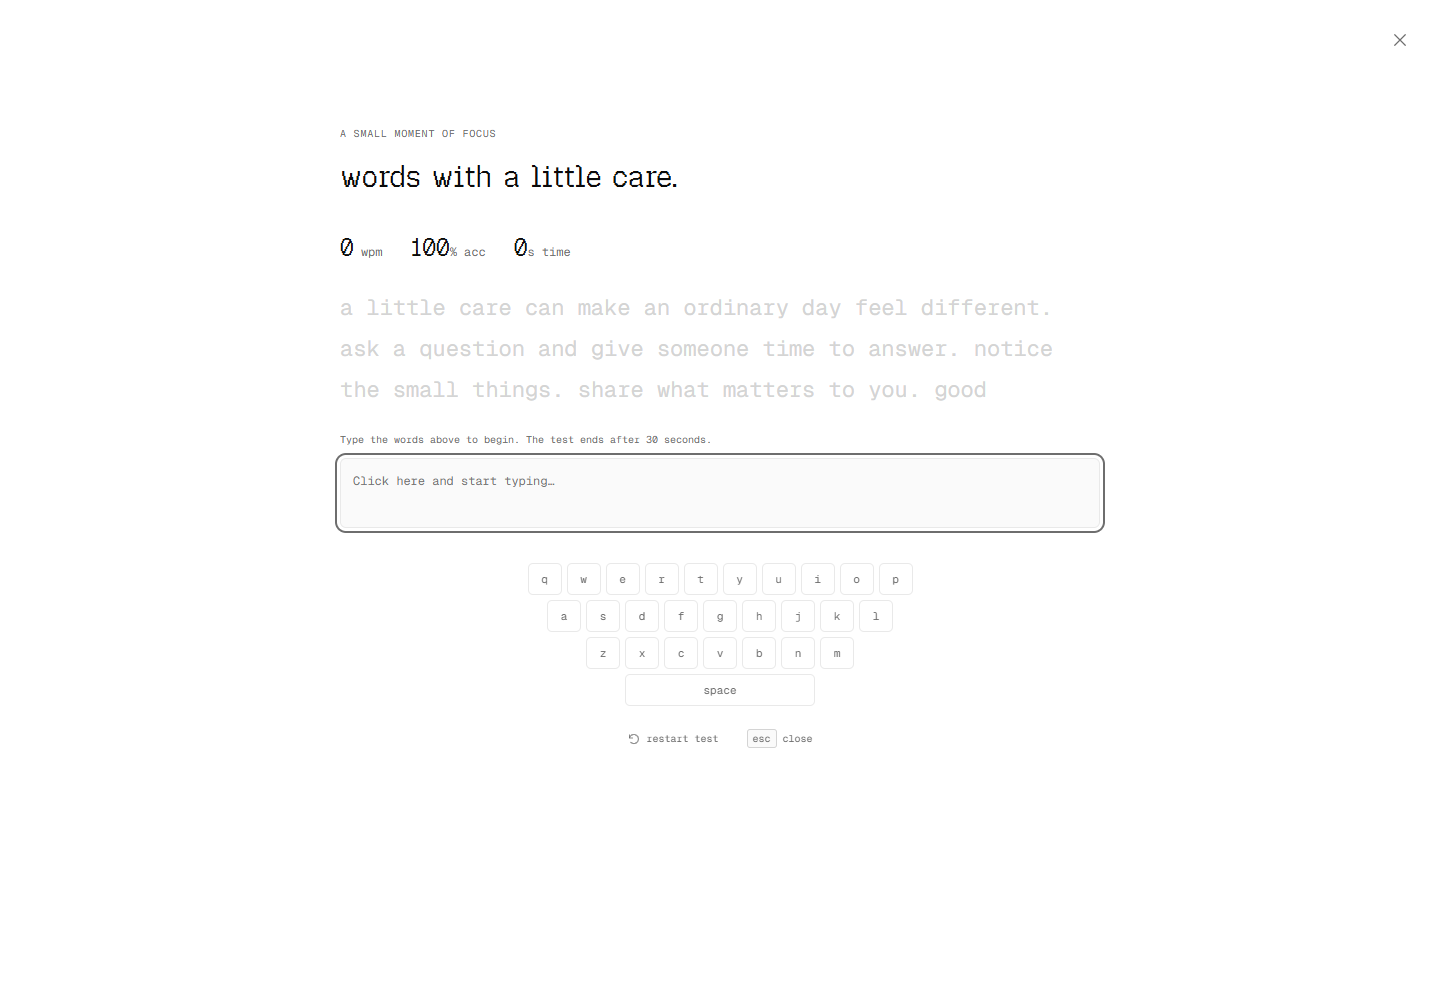 A SMALL MOMENT OF FOCUS
words with a little care.
0 wpm 100% acc 0s time
a little care can make an ordinary day feel different.
ask a question and give someone time to answer. notice
the small things. share what matters to you. good
Type the words above to begin. The test ends after 30 seconds.
Click here and start typing…
q w e r t y u i o p
a s d f g h j k l
z x c v b n m
space
restart test esc close